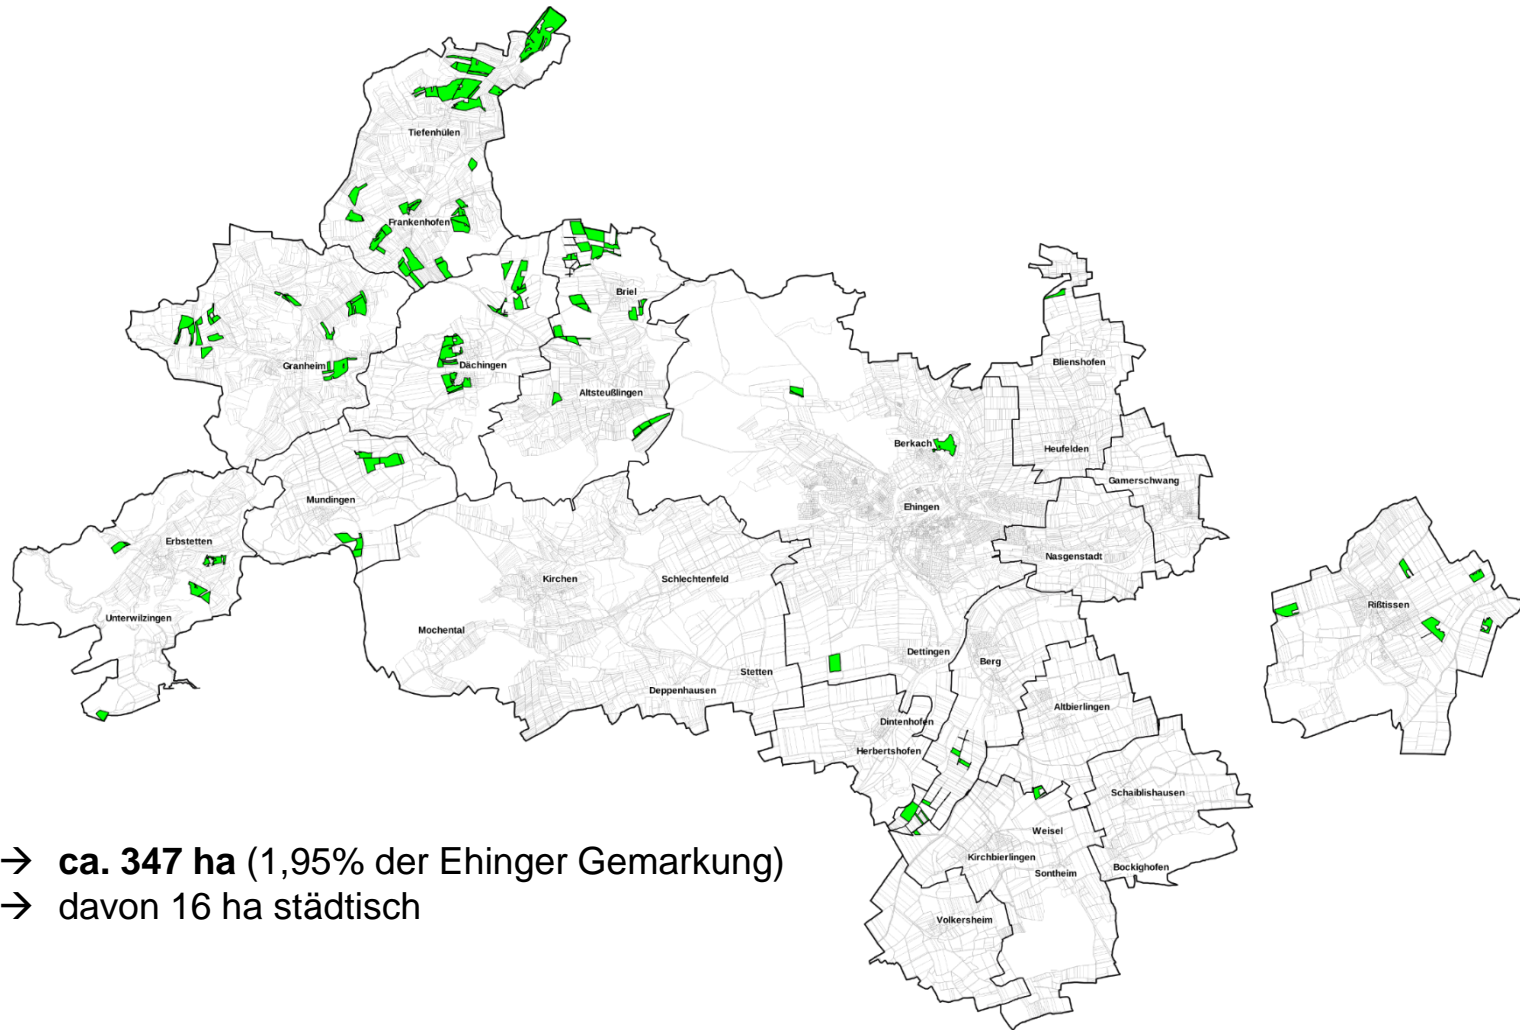 Tiefenhülen
Frankenhofen
Briel
Granheim
Dächingen
Altsteußlingen
Blienshofen
Berkach
Heufelden
Gamerschwang
Mundingen
Ehingen
Erbstetten
Nasgenstadt
Kirchen
Schlechtenfeld
Rißtissen
Unterwilzingen
Mochental
Dettingen
Berg
Stetten
Deppenhausen
Altbierlingen
Dintenhofen
Herbertshofen
Schaiblishausen
Weisel
Kirchbierlingen
Sontheim
Bockighofen
Volkersheim
→ ca. 347 ha (1,95% der Ehinger Gemarkung)
→ davon 16 ha städtisch